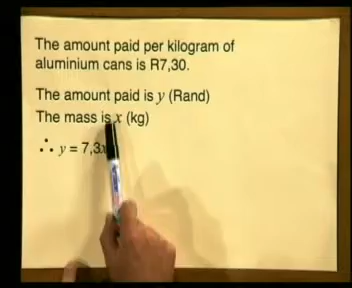 The amount paid per kilogram of
aluminium cans is R7,30.
The amount paid is y (Rand)
The mass is x (kg)
∴ y = 7,3x